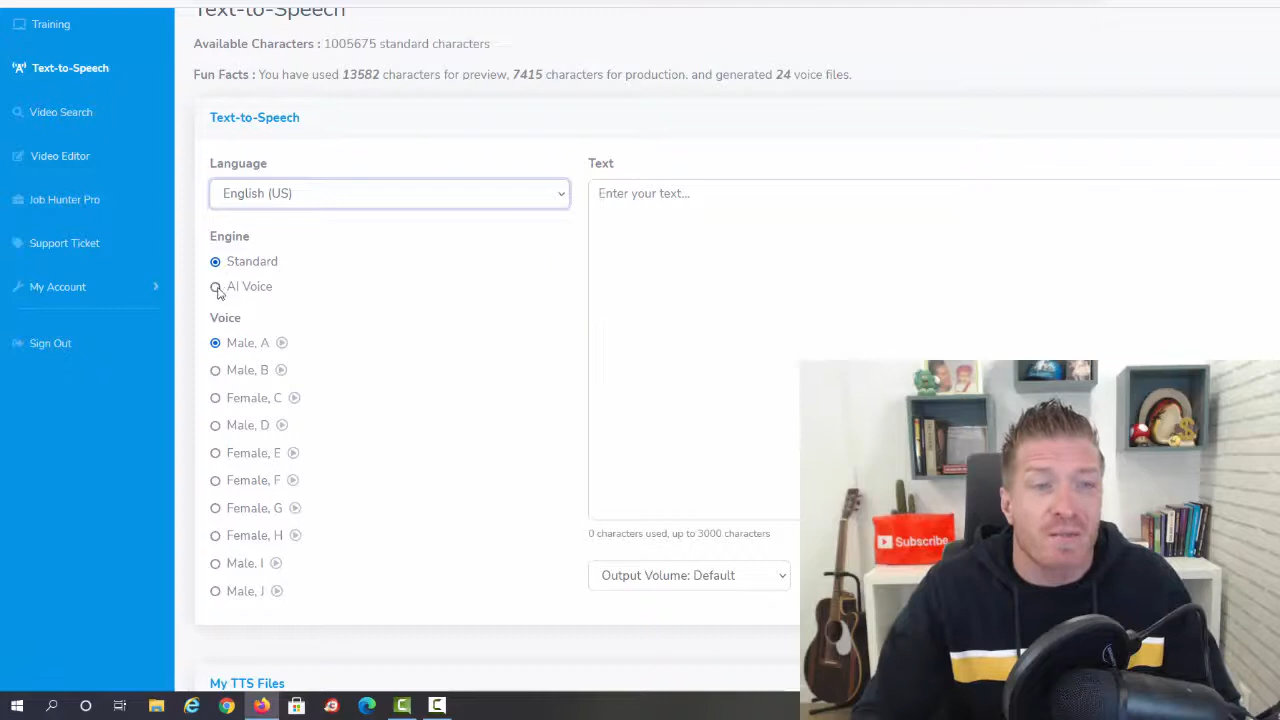 Text-to-Speech
Training
Available Characters : 1005675 standard characters
Text-to-Speech
Fun Facts : You have used 13582 characters for preview, 7415 characters for production, and generated 24 voice files.
Video Search
Text-to-Speech
Video Editor
Language
Text
English (US)
Enter your text...
Job Hunter Pro
Engine
Support Ticket
Standard
My Account
AI Voice
Voice
Sign Out
Male, A
Male, B
Female, C
Male, D
Female, E
Female, F
Female, G
Female, H
Male, I
Male, J
0 characters used, up to 3000 characters
Output Volume: Default
Subscribe
My TTS Files